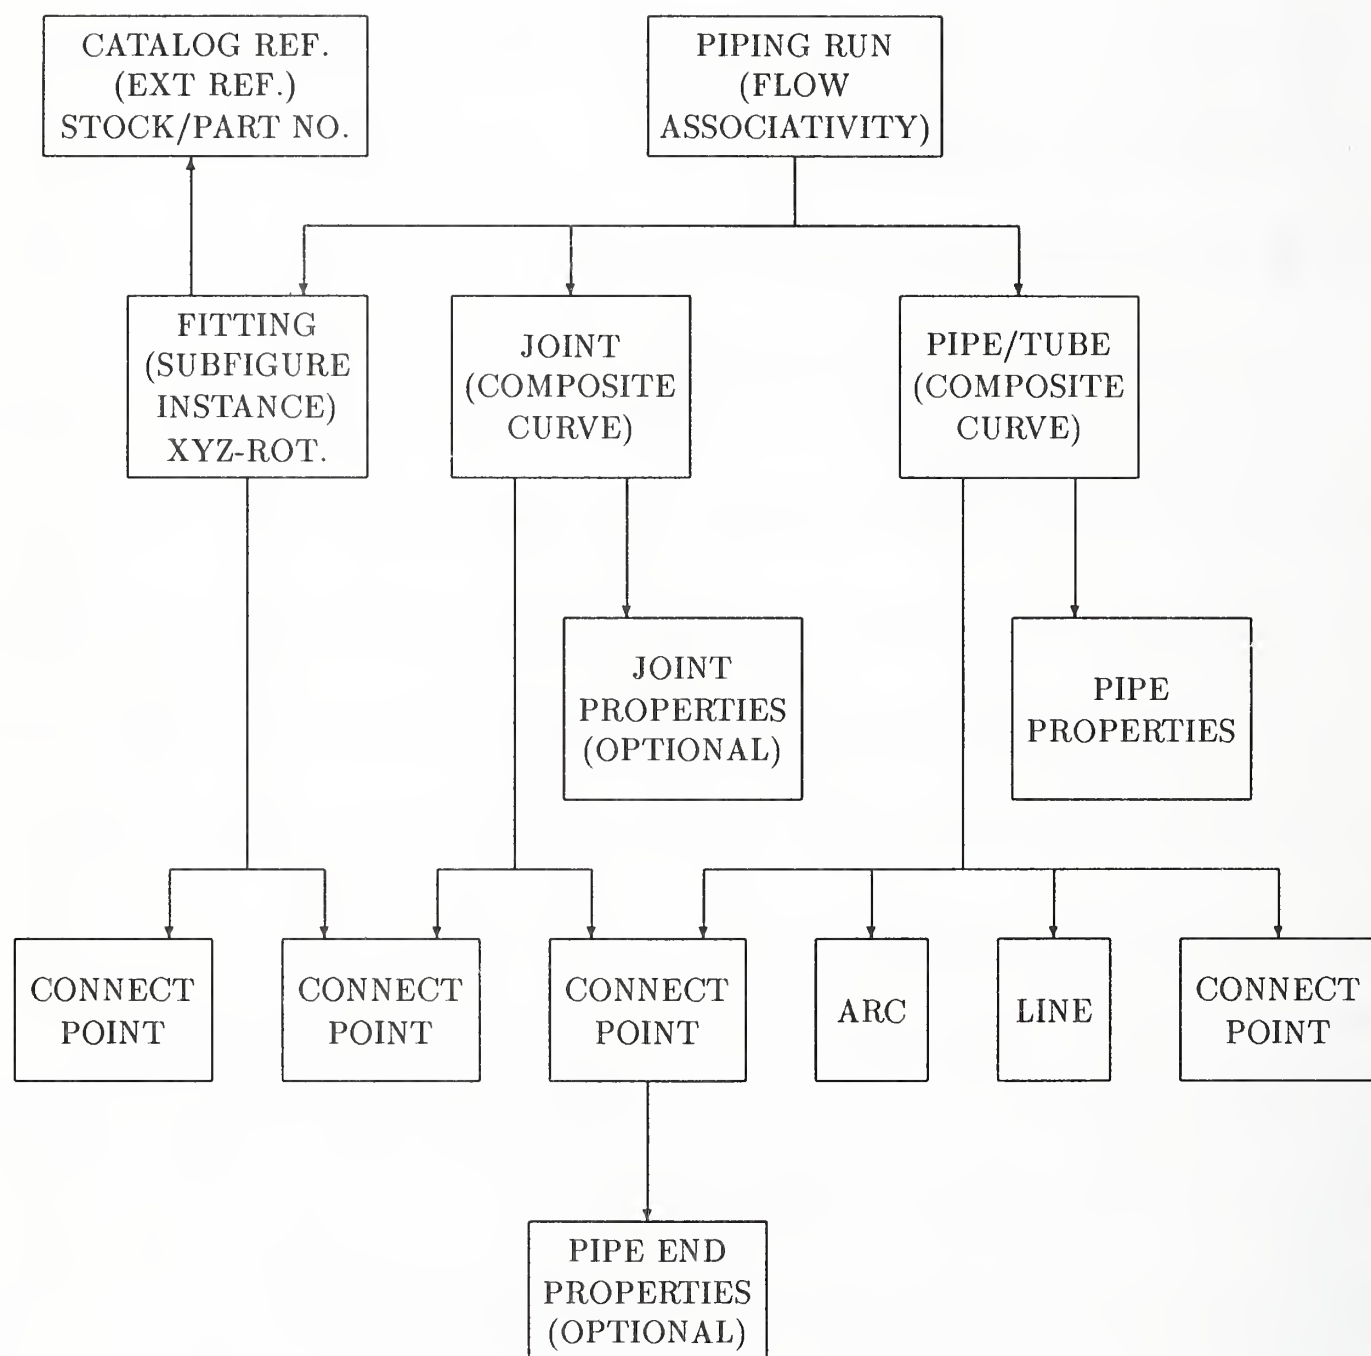 CATALOG REF.
(EXT REF.)
STOCK/PART NO.
PIPING RUN
(FLOW
ASSOCIATIVITY)
FITTING
(SUBFIGURE
INSTANCE)
XYZ-ROT.
JOINT
(COMPOSITE
CURVE)
PIPE/TUBE
(COMPOSITE
CURVE)
JOINT
PROPERTIES
(OPTIONAL)
PIPE
PROPERTIES
CONNECT
POINT
CONNECT
POINT
CONNECT
POINT
ARC
LINE
CONNECT
POINT
PIPE END
PROPERTIES
(OPTIONAL)